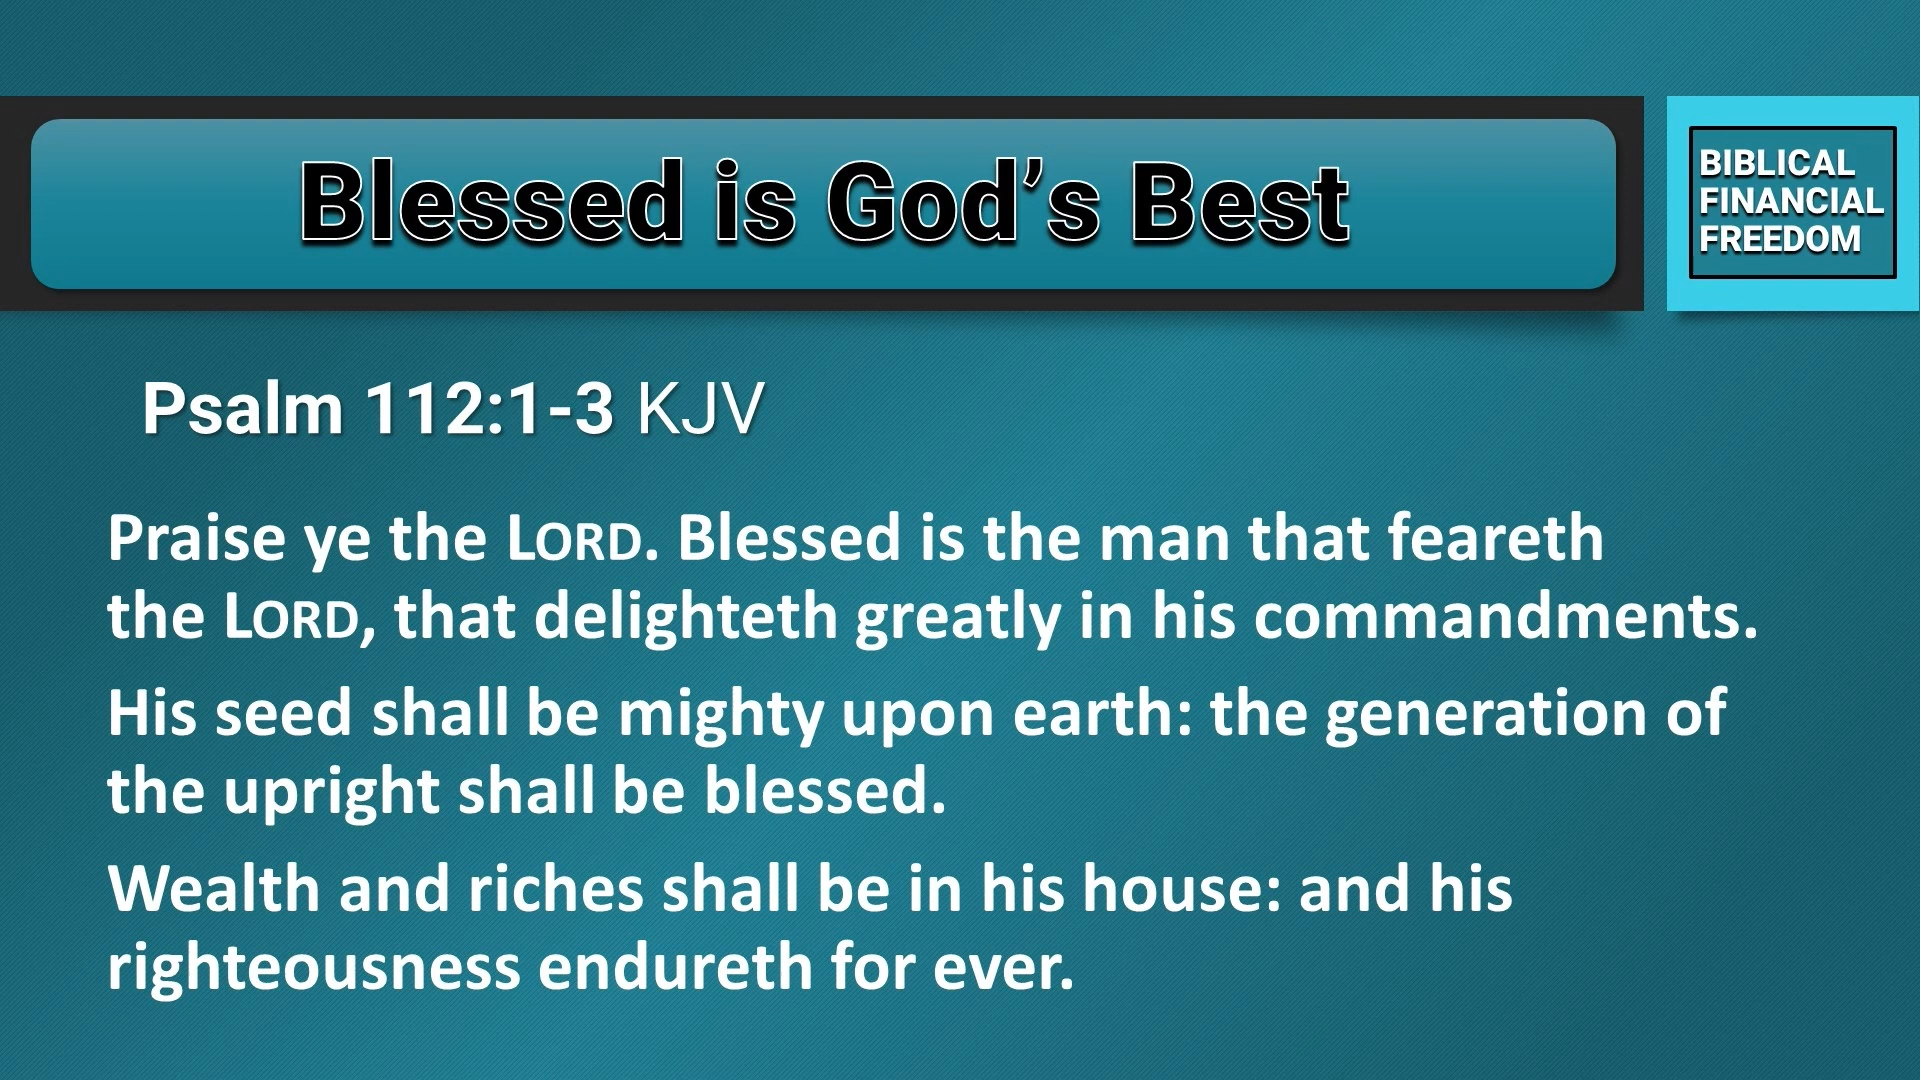 Blessed is God’s Best
BIBLICAL
FINANCIAL
FREEDOM
Psalm 112:1-3 KJV
Praise ye the LORD. Blessed is the man that feareth
the LORD, that delighteth greatly in his commandments.
His seed shall be mighty upon earth: the generation of
the upright shall be blessed.
Wealth and riches shall be in his house: and his
righteousness endureth for ever.